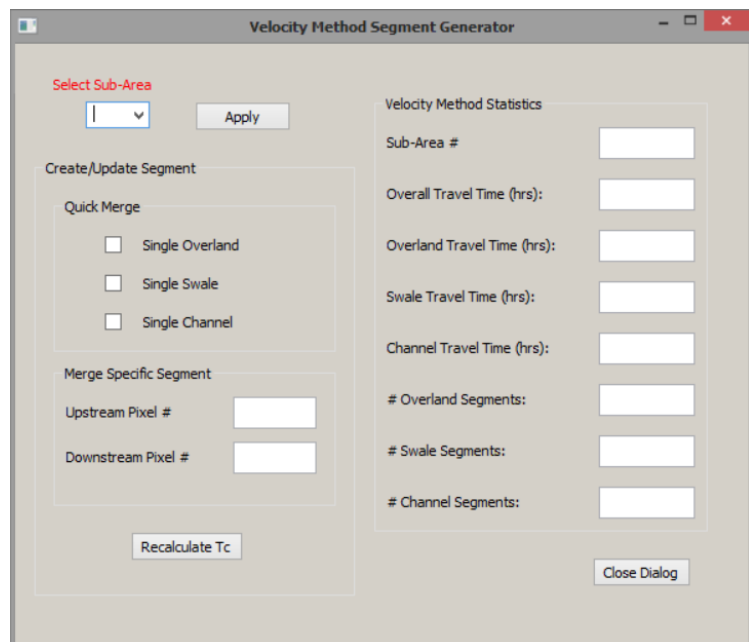 Velocity Method Segment Generator
Select Sub-Area
Apply
Create/Update Segment
Quick Merge
Single Overland
Single Swale
Single Channel
Merge Specific Segment
Upstream Pixel #
Downstream Pixel #
Recalculate Tc
Velocity Method Statistics
Sub-Area #
Overall Travel Time (hrs):
Overland Travel Time (hrs):
Swale Travel Time (hrs):
Channel Travel Time (hrs):
# Overland Segments:
# Swale Segments:
# Channel Segments:
Close Dialog